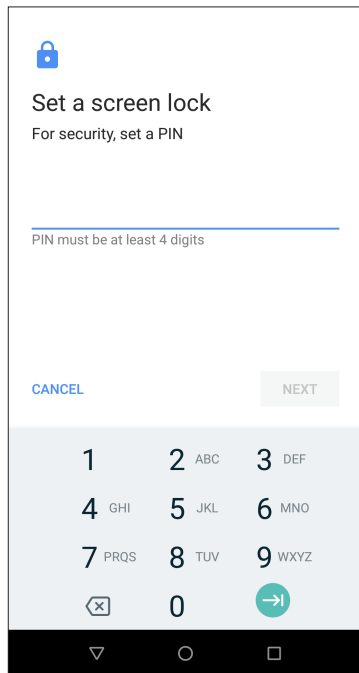 Set a screen lock
For security, set a PIN
PIN must be at least 4 digits
CANCEL NEXT
1 2 ABC 3 DEF
4 GHI 5 JKL 6 MNO
7 PRQS 8 TUV 9 WXYZ
0